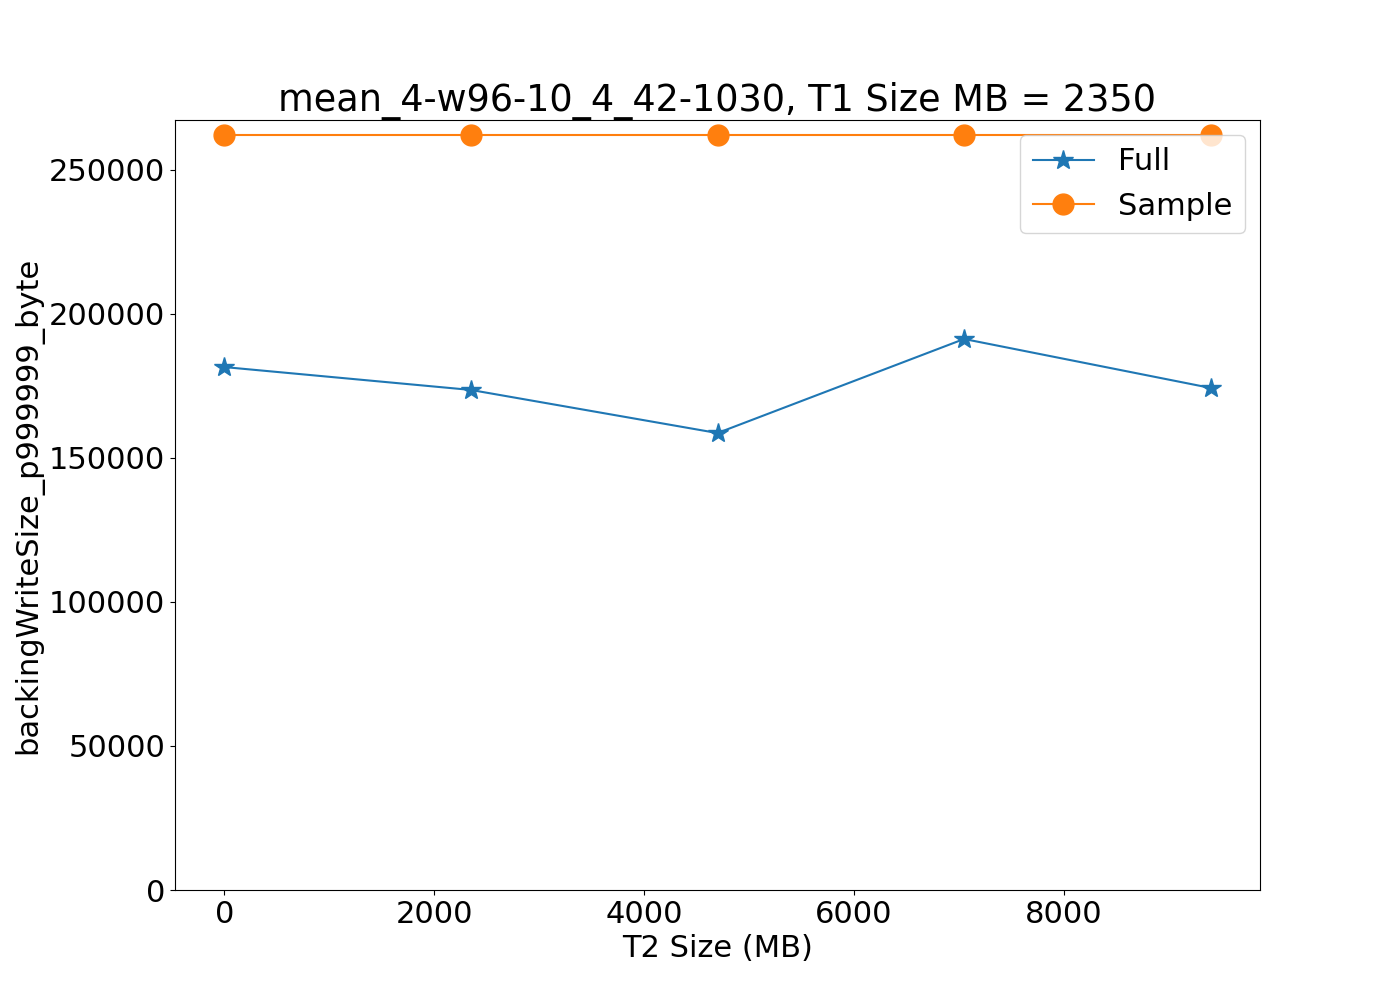 mean_4-w96-10_4_42-1030, T1 Size MB = 2350
backingWriteSize_p999999_byte
250000
200000
150000
100000
50000
0
Full
Sample
0 2000 4000 6000 8000
T2 Size (MB)